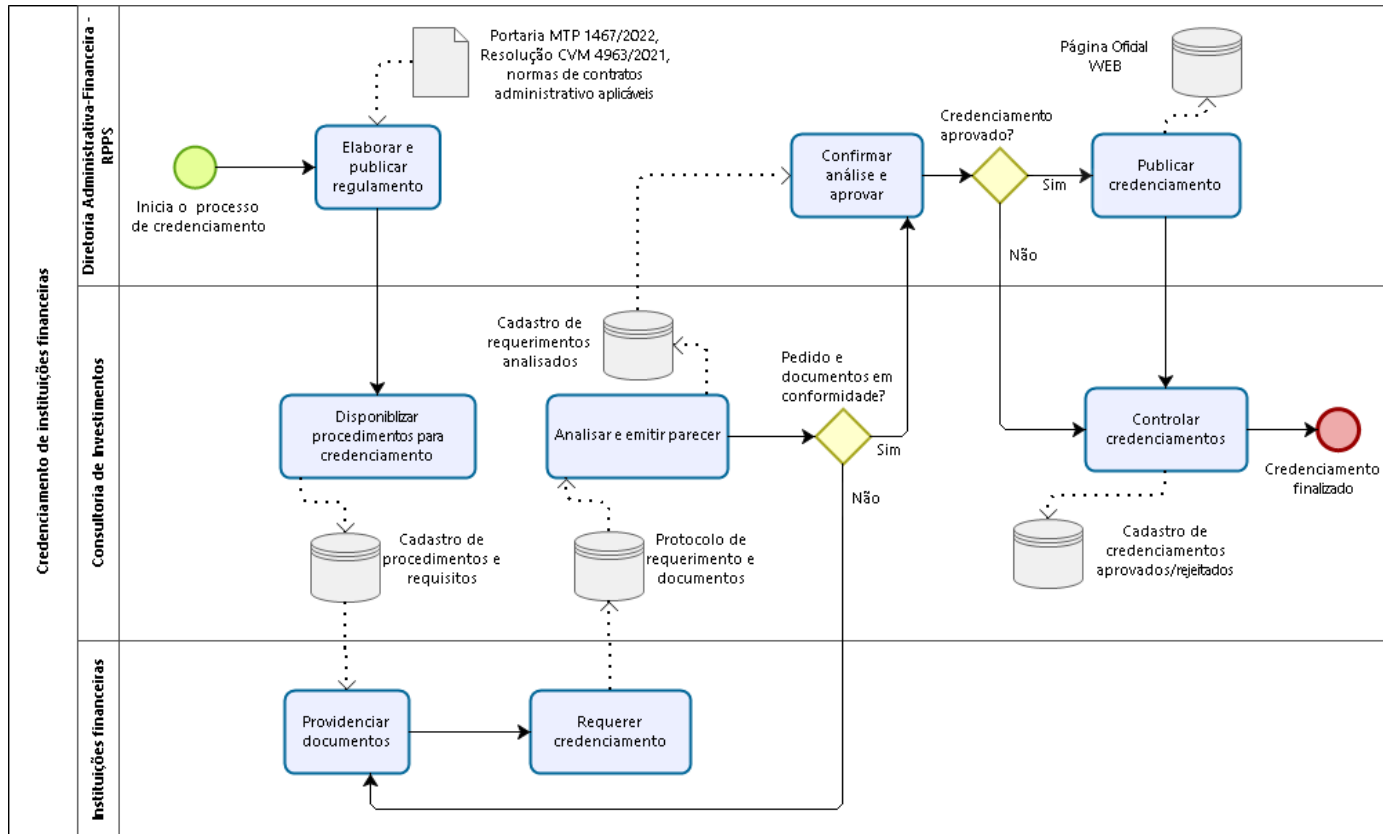 Credenciamento de instituições financeiras
Diretoria Administrativa-Financeira -
RPPS
Portaria MTP 1467/2022,
Resolução CVM 4963/2021,
normas de contratos
administrativo aplicáveis
Página Oficial
WEB
Inicia o processo
de credenciamento
Elaborar e
publicar
regulamento
Confirmar
análise e
aprovar
Credenciamento
aprovado?
Sim
Não
Publicar
credenciamento
Consultoria de Investimentos
Cadastro de
requerimentos
analisados
Pedido e
documentos em
conformidade?
Disponiblizar
procedimentos para
credenciamento
Analisar e emitir parecer
Sim
Não
Controlar
credenciamentos
Credenciamento
finalizado
Cadastro de
procedimentos e
requisitos
Protocolo de
requerimento e
documentos
Cadastro de
credenciamentos
aprovados/rejeitados
Instituições financeiras
Providenciar
documentos
Requerer
credenciamento